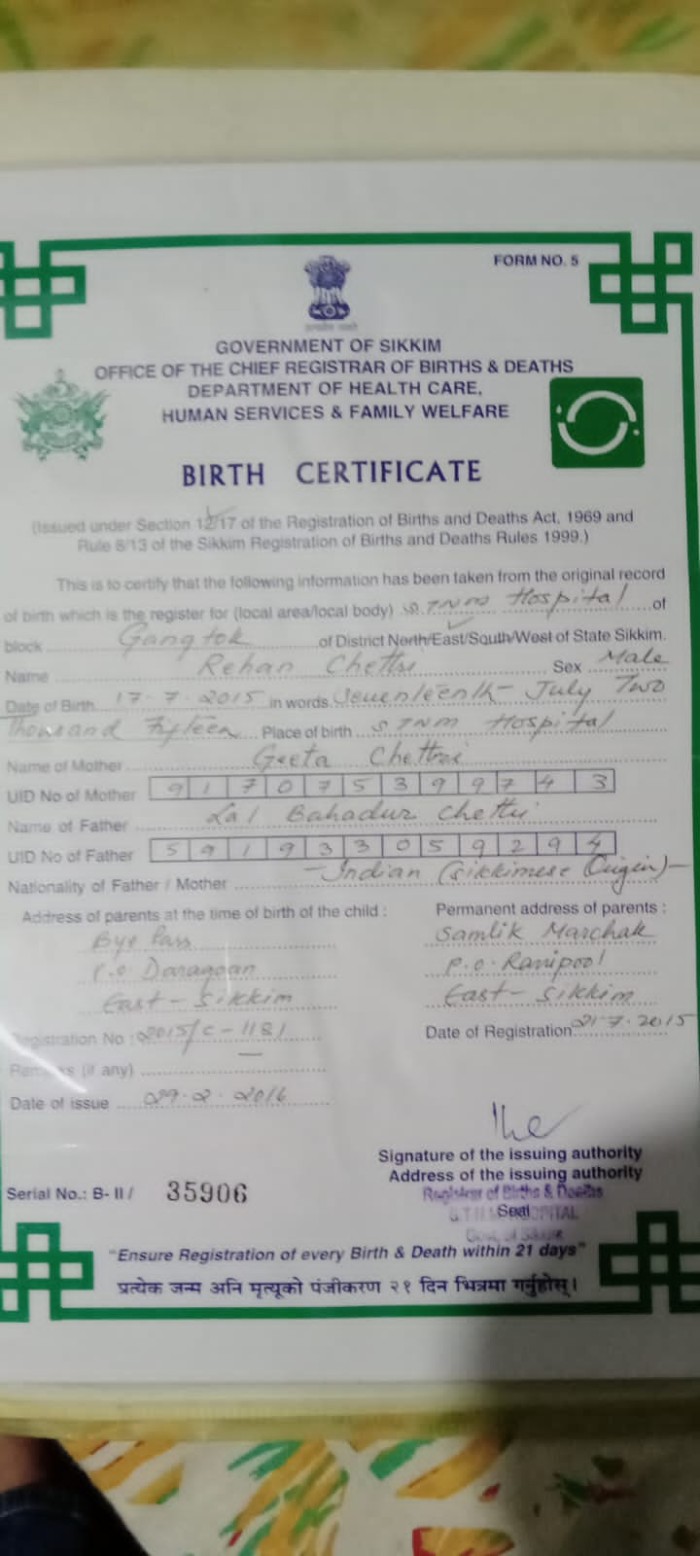 FORM NO. 5
GOVERNMENT OF SIKKIM
OFFICE OF THE CHIEF REGISTRAR OF BIRTHS & DEATHS
DEPARTMENT OF HEALTH CARE,
HUMAN SERVICES & FAMILY WELFARE
BIRTH CERTIFICATE
(Issued under Section 12/17 of the Registration of Births and Deaths Act, 1969 and
Rule 8/13 of the Sikkim Registration of Births and Deaths Rules 1999.)
This is to certify that the following information has been taken from the original record
of birth which is the register for (local area/local body) S.TNM Hospital of
block Gangtok of District North/East/South/West of State Sikkim.
Name Rehan Chettri Sex Male
Date of Birth 17.7.2015 in words Seventeenth - July Two
Thousand Fifteen Place of birth STNM Hospital
Name of Mother Geeta Chettri
UID No of Mother 9 1 7 0 7 5 3 9 9 7 4 3
Name of Father Lal Bahadur Chettri
UID No of Father 5 9 1 9 3 3 0 5 9 2 9 4
Nationality of Father / Mother - Indian (Sikkimese Origin) -
Address of parents at the time of birth of the child :
Bye Pass
P.O Daragoan
East - Sikkim
Permanent address of parents :
Samlik Marchak
P.O. Ranipool
East - Sikkim
Registration No : 2015/C - 1181
Date of Registration 21.7.2015
Remarks (if any)
Date of issue 29.2.2016
Signature of the issuing authority
Address of the issuing authority
Registrar of Births & Deaths
Seal
HOSPITAL
Serial No.: B- II / 35906
"Ensure Registration of every Birth & Death within 21 days"
प्रत्येक जन्म अनि मृत्यूको पंजीकरण २१ दिन भित्रमा गर्नुहोस्।